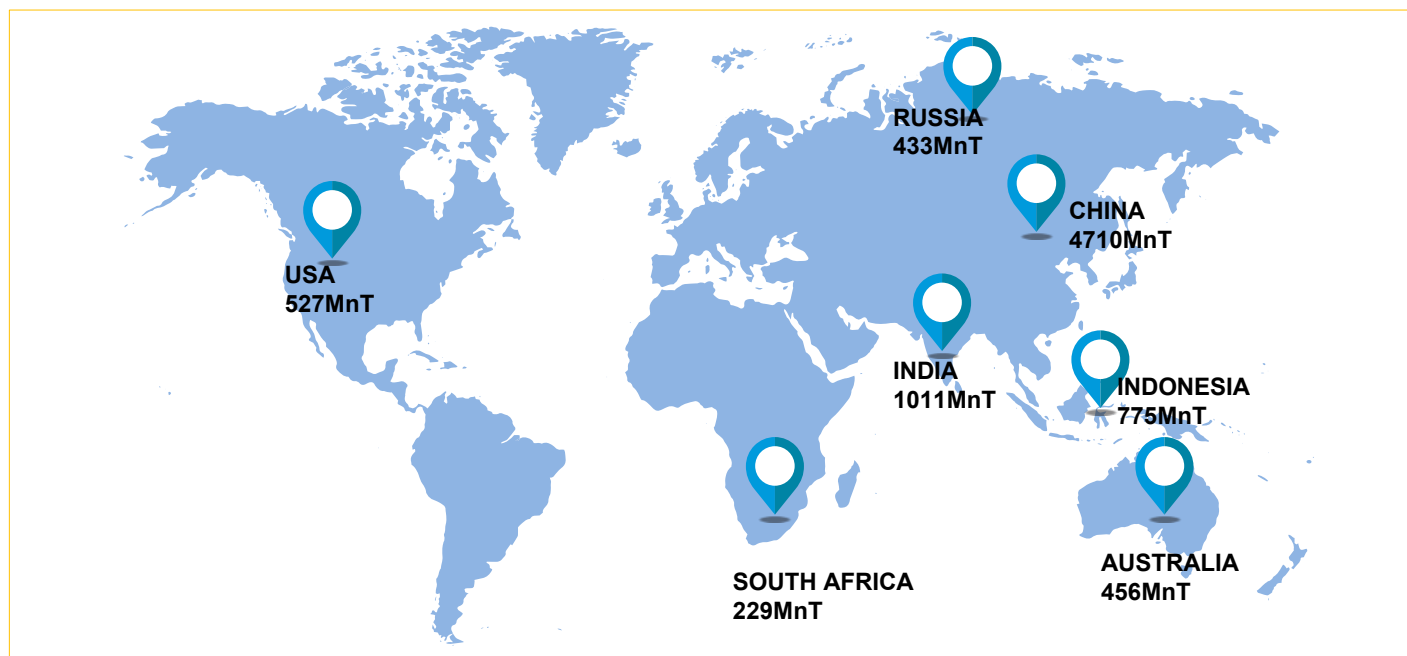 RUSSIA
433MnT
CHINA
4710MnT
USA
527MnT
INDIA
1011MnT
INDONESIA
775MnT
AUSTRALIA
456MnT
SOUTH AFRICA
229MnT